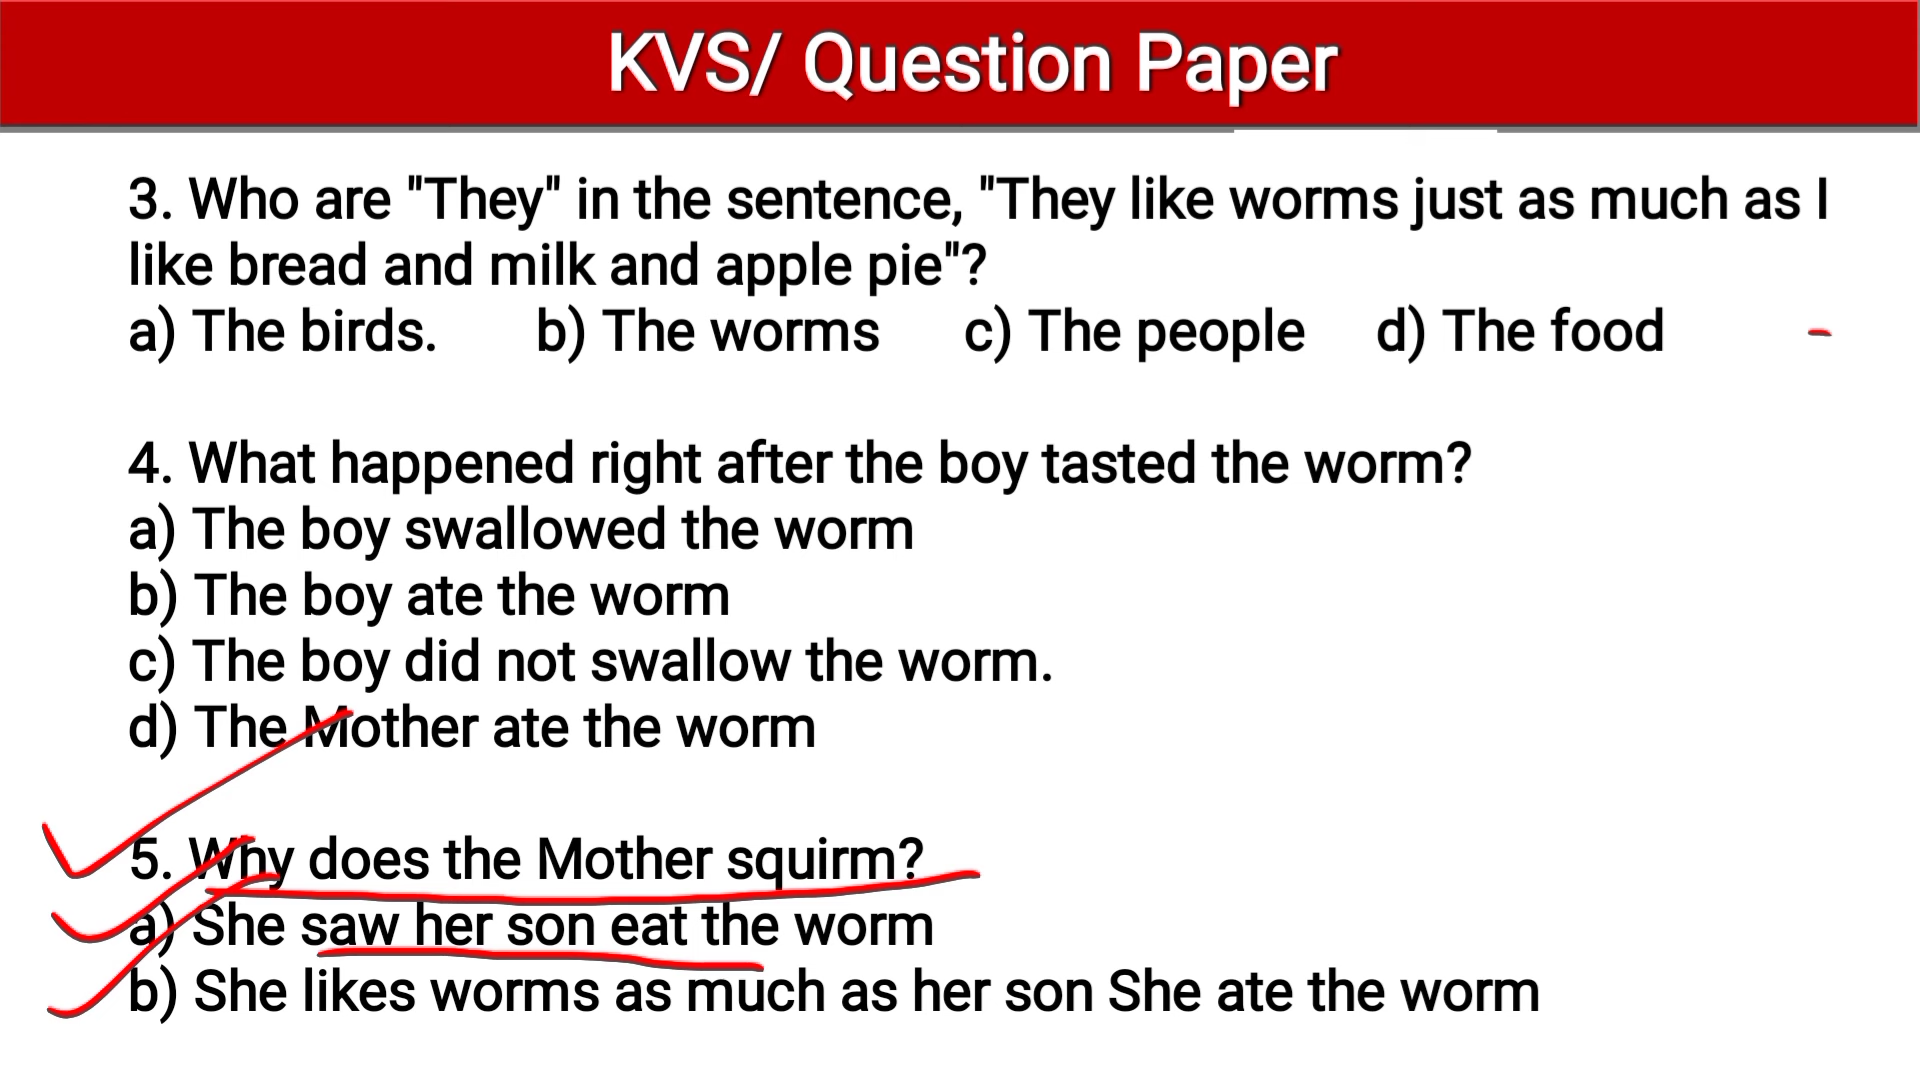 KVS/ Question Paper
3. Who are "They" in the sentence, "They like worms just as much as I
like bread and milk and apple pie"?
a) The birds. b) The worms c) The people d) The food
4. What happened right after the boy tasted the worm?
a) The boy swallowed the worm
b) The boy ate the worm
c) The boy did not swallow the worm.
d) The Mother ate the worm
5. Why does the Mother squirm?
a) She saw her son eat the worm
b) She likes worms as much as her son She ate the worm